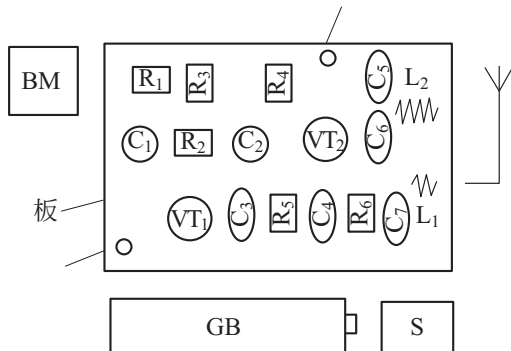 BM
R₁
R₃
R₄
C₅
L₂
C₁
R₂
C₂
VT₂
C₆
板
VT₁
C₃
R₅
C₄
R₆
C₇
L₁
GB
S